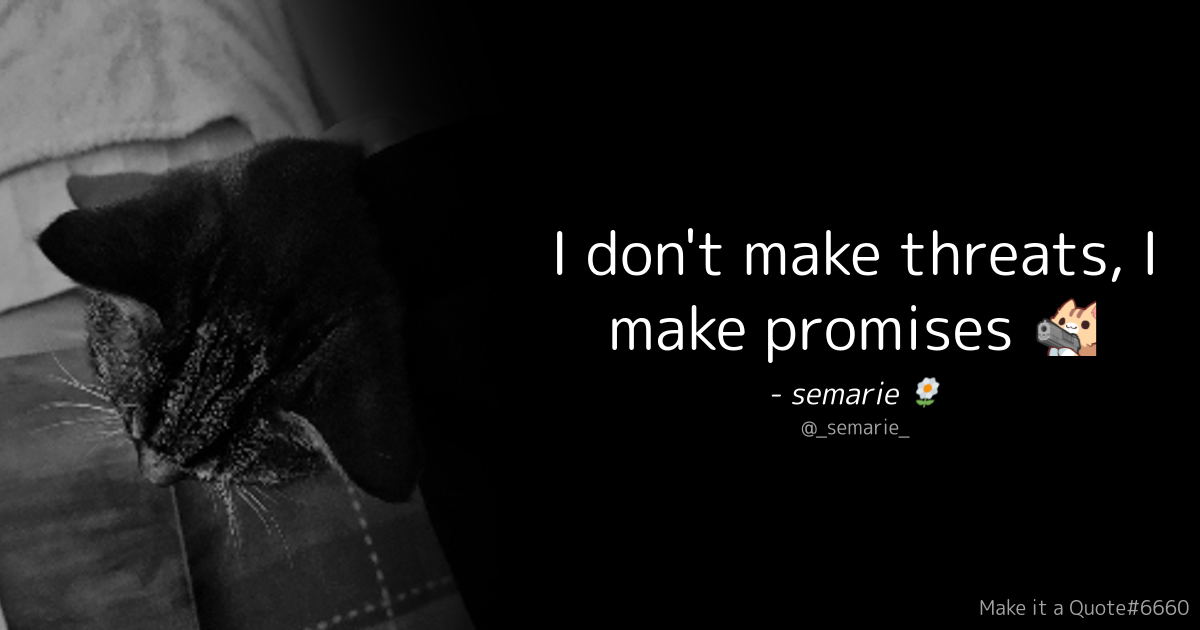 I don't make threats, I
make promises
- semarie 🌼
@_semarie_
Make it a Quote#6660